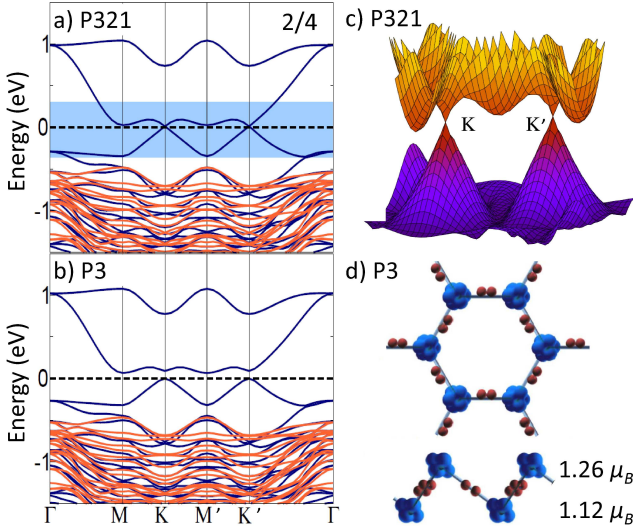 a) P321
2/4
Energy (eV)
1
0
-1
b) P3
Energy (eV)
1
0
-1
Γ M K M′ K′ Γ
c) P321
K K′
d) P3
1.26 μB
1.12 μB